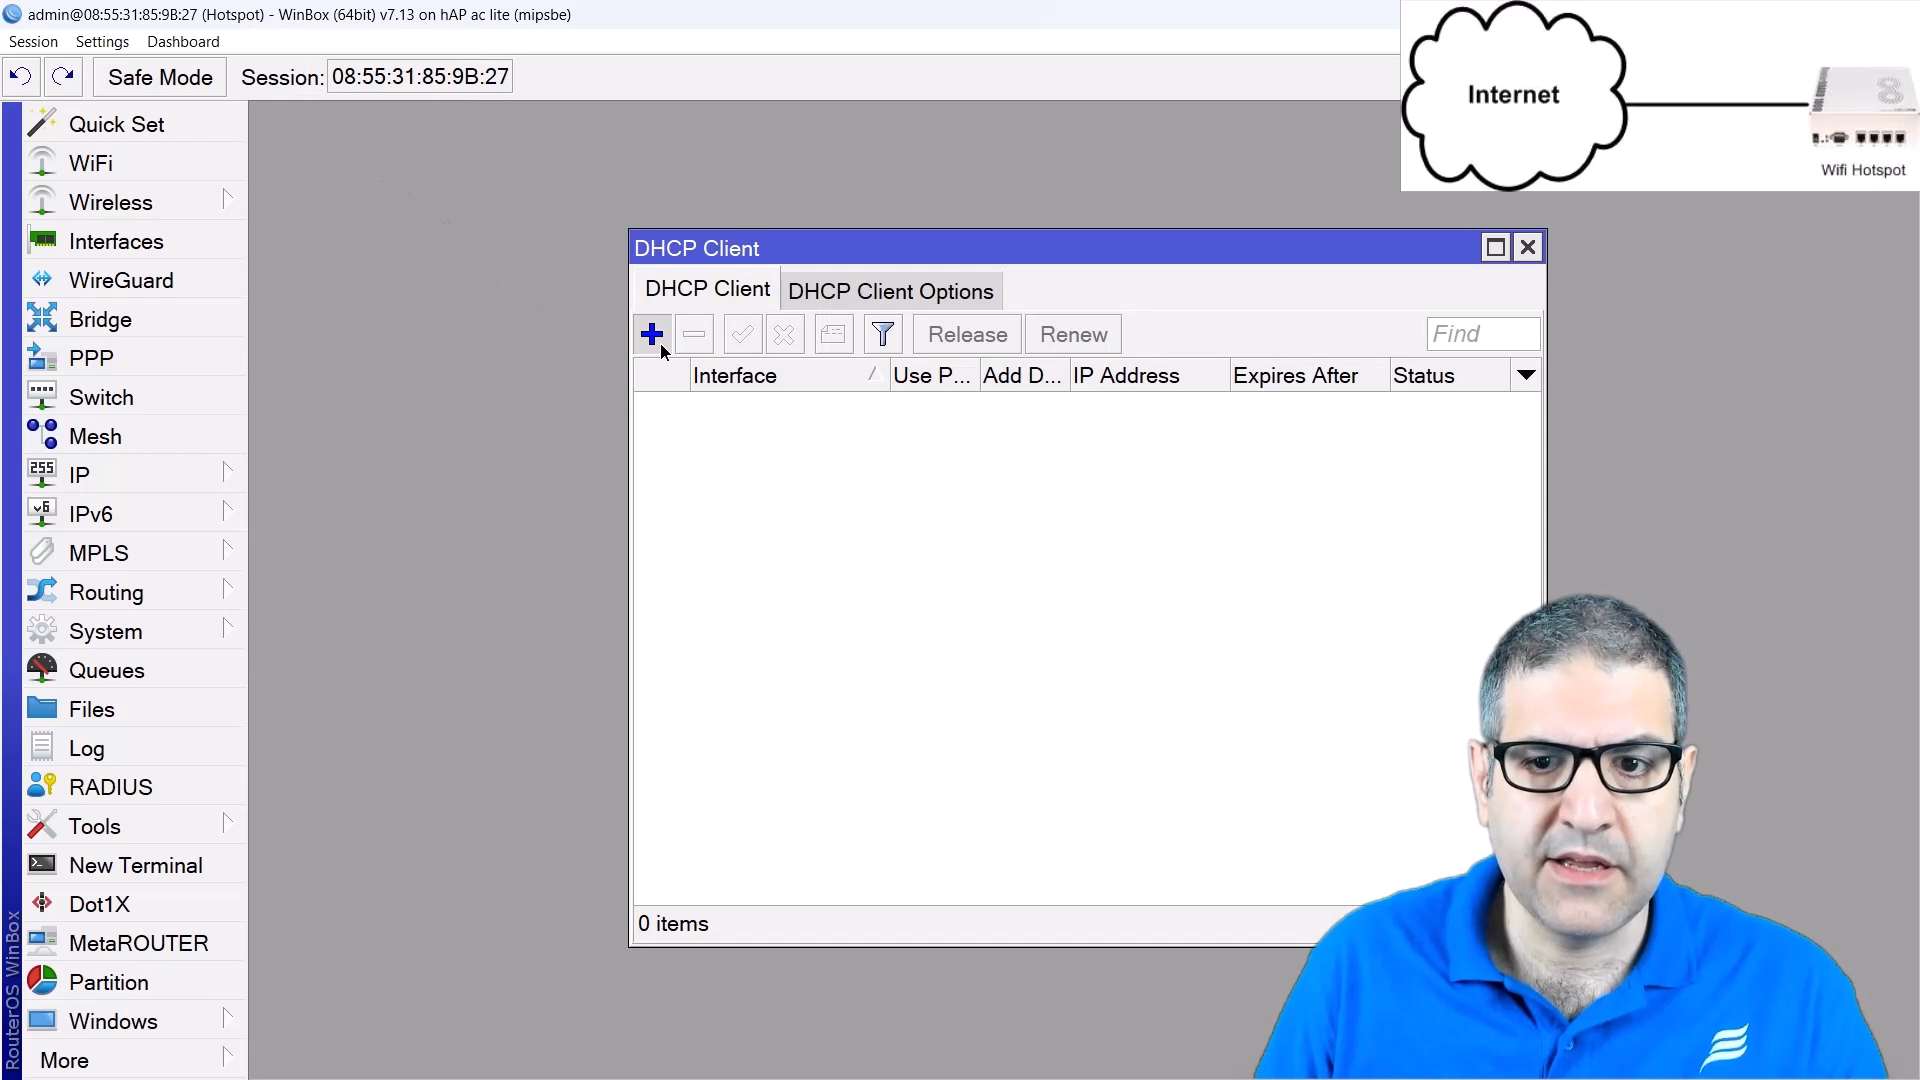 admin@08:55:31:85:9B:27 (Hotspot) - WinBox (64bit) v7.13 on hAP ac lite (mipsbe)
Session Settings Dashboard
Safe Mode Session: 08:55:31:85:9B:27
Internet
Wifi Hotspot
Quick Set
WiFi
Wireless
Interfaces
WireGuard
Bridge
PPP
Switch
Mesh
255 IP
v6 IPv6
MPLS
Routing
System
Queues
Files
Log
RADIUS
Tools
New Terminal
Dot1X
MetaROUTER
Partition
Windows
More
RouterOS WinBox
DHCP Client
DHCP Client DHCP Client Options
Release Renew Find
Interface Use P... Add D... IP Address Expires After Status
0 items